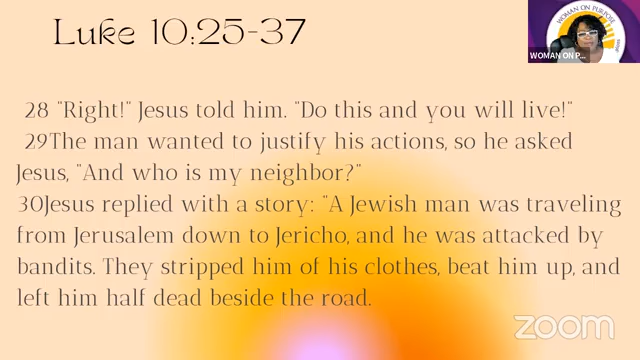 Luke 10:25-37
WOMAN ON PURPOSE
WOMAN ON P...
28 "Right!" Jesus told him. "Do this and you will live!"
29The man wanted to justify his actions, so he asked
Jesus, "And who is my neighbor?"
30Jesus replied with a story: "A Jewish man was traveling
from Jerusalem down to Jericho, and he was attacked by
bandits. They stripped him of his clothes, beat him up, and
left him half dead beside the road.
zoom